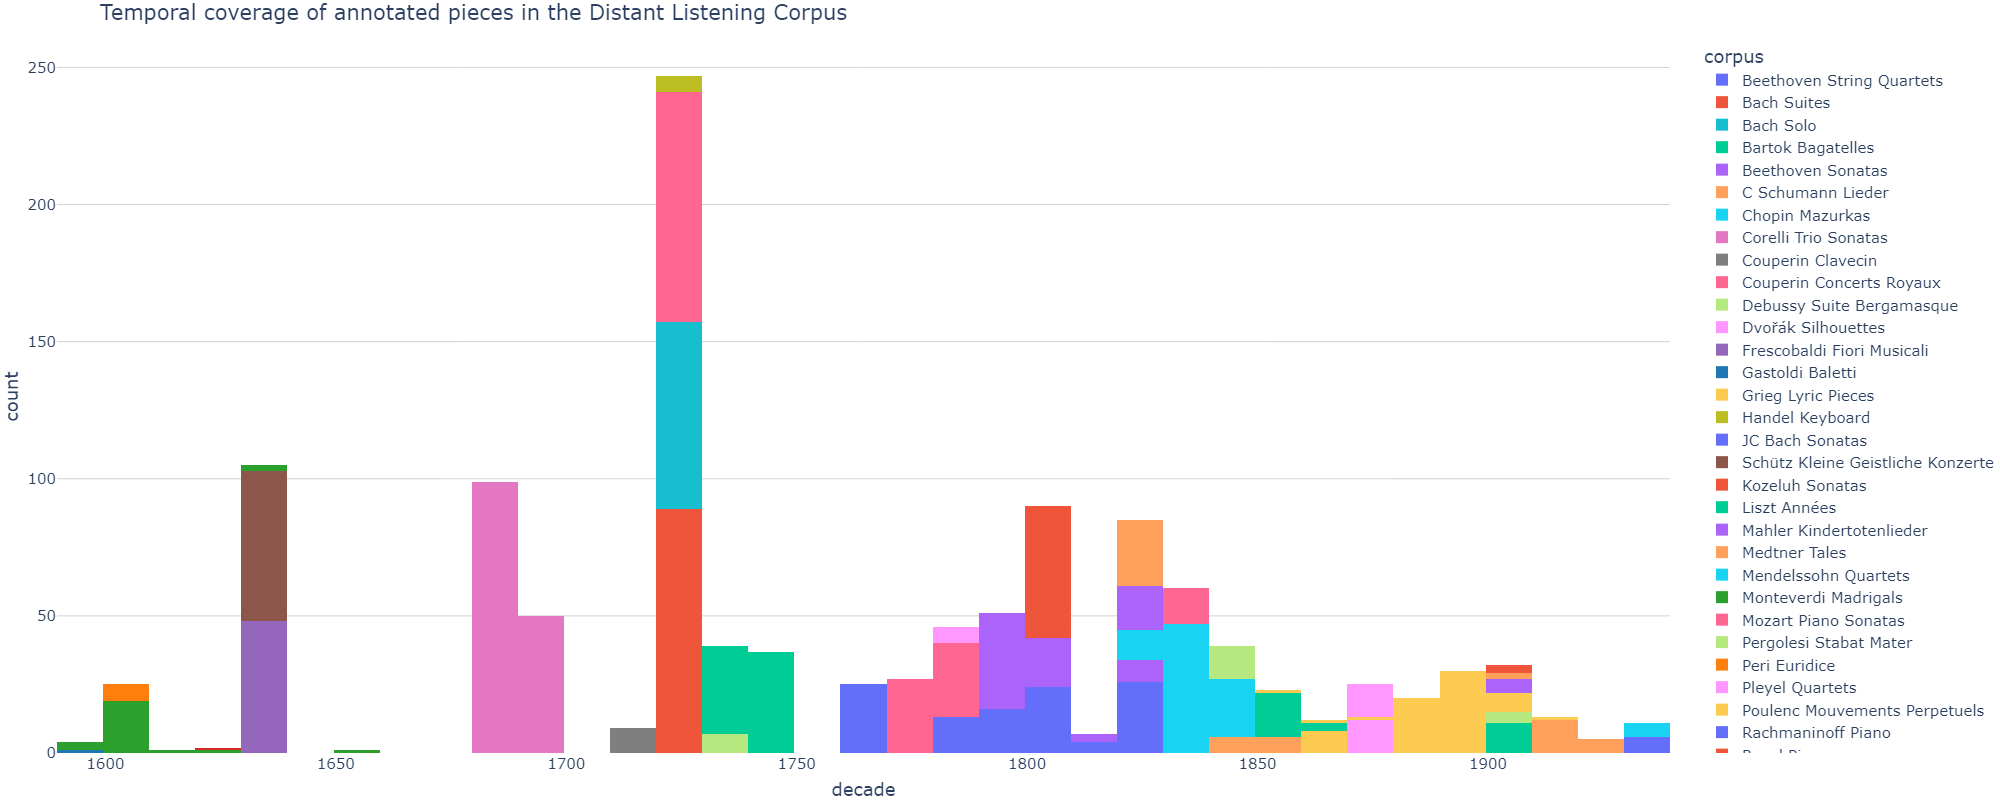 Temporal coverage of annotated pieces in the Distant Listening Corpus
250
200
150
100
50
0
count
1600
1650
1700
1750
1800
1850
1900
decade
corpus
Beethoven String Quartets
Bach Suites
Bach Solo
Bartok Bagatelles
Beethoven Sonatas
C Schumann Lieder
Chopin Mazurkas
Corelli Trio Sonatas
Couperin Clavecin
Couperin Concerts Royaux
Debussy Suite Bergamasque
Dvořák Silhouettes
Frescobaldi Fiori Musicali
Gastoldi Baletti
Grieg Lyric Pieces
Handel Keyboard
JC Bach Sonatas
Schütz Kleine Geistliche Konzerte
Kozeluh Sonatas
Liszt Années
Mahler Kindertotenlieder
Medtner Tales
Mendelssohn Quartets
Monteverdi Madrigals
Mozart Piano Sonatas
Pergolesi Stabat Mater
Peri Euridice
Pleyel Quartets
Poulenc Mouvements Perpetuels
Rachmaninoff Piano